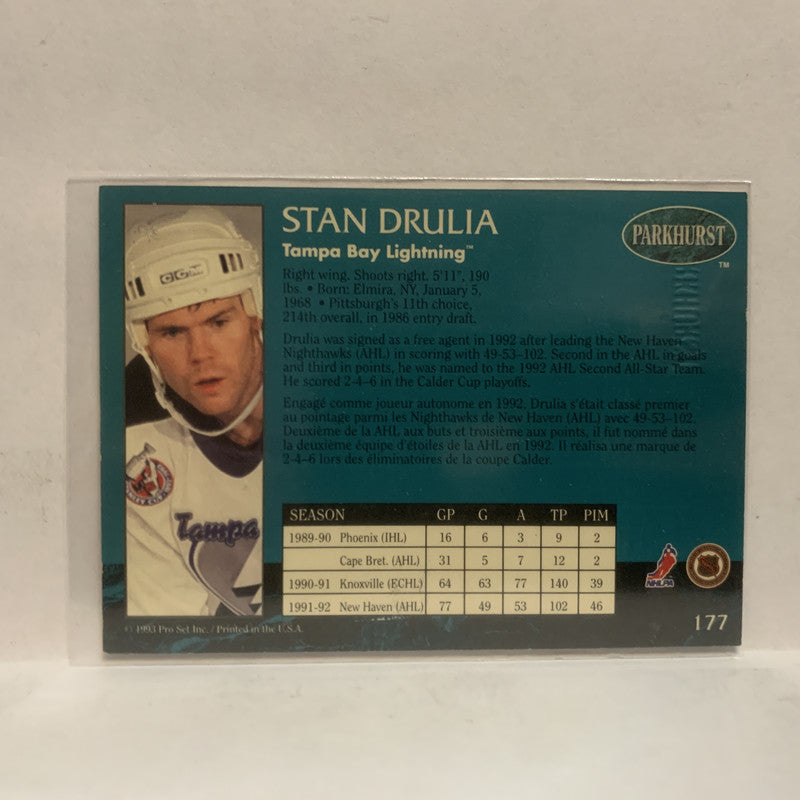 STAN DRULIA
Tampa Bay Lightning™
PARKHURST
™
Right wing. Shoots right. 5'11", 190
lbs. • Born: Elmira, NY, January 5,
1968 • Pittsburgh's 11th choice,
214th overall, in 1986 entry draft.
Drulia was signed as a free agent in 1992 after leading the New Haven
Nighthawks (AHL) in scoring with 49-53–102. Second in the AHL in goals
and third in points, he was named to the 1992 AHL Second All-Star Team.
He scored 2-4–6 in the Calder Cup playoffs.
Engagé comme joueur autonome en 1992, Drulia s'était classé premier
au pointage parmi les Nighthawks de New Haven (AHL) avec 49-53–102.
Deuxième de la AHL aux buts et troisième aux points, il fut nommé dans
la deuxième équipe d'étoiles de la AHL en 1992. Il réalisa une marque de
2-4–6 lors des éliminatoires de la coupe Calder.
SEASON GP G A TP PIM
1989-90 Phoenix (IHL) 16 6 3 9 2
Cape Bret. (AHL) 31 5 7 12 2
1990-91 Knoxville (ECHL) 64 63 77 140 39
1991-92 New Haven (AHL) 77 49 53 102 46
CCM
Tampa
NHLPA
177
© 1993 Pro Set Inc. / Printed in the U.S.A.